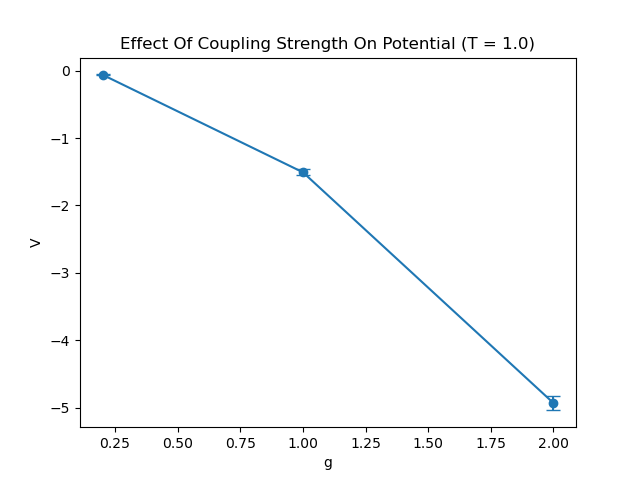 Effect Of Coupling Strength On Potential (T = 1.0)
0
−1
−2
−3
−4
−5
V
0.25 0.50 0.75 1.00 1.25 1.50 1.75 2.00
g